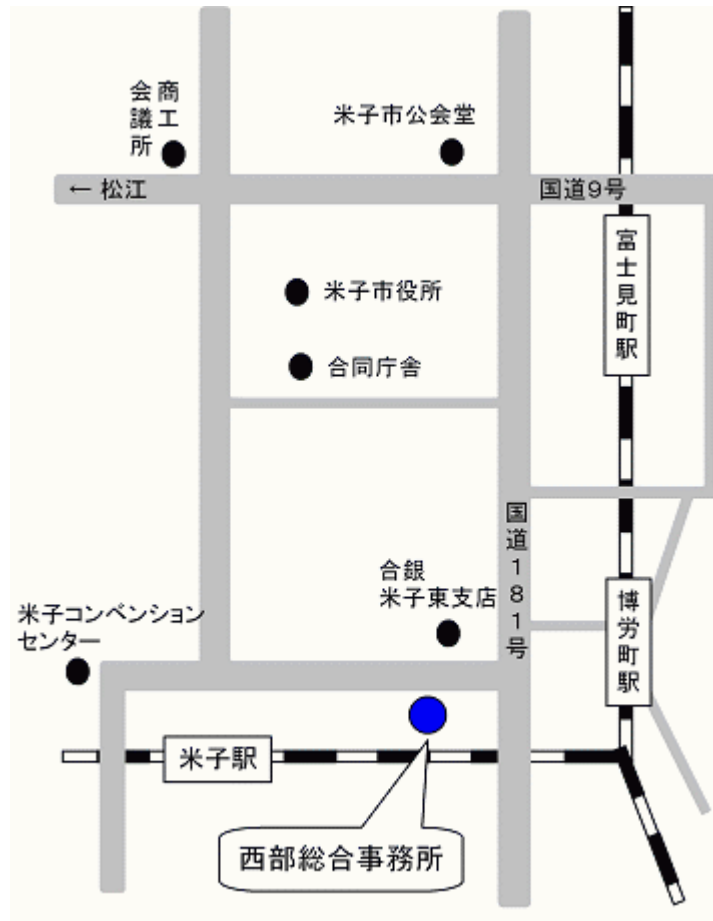 商工
会議所
米子市公会堂
← 松江
国道9号
富士見町駅
米子市役所
合同庁舎
国道181号
合銀
米子東支店
博労町駅
米子コンベンション
センター
米子駅
西部総合事務所